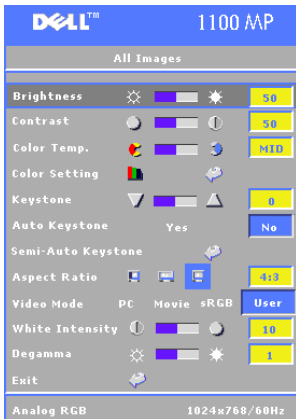 DELL™ 1100 MP
All Images
Brightness 50
Contrast 50
Color Temp. MID
Color Setting
Keystone 0
Auto Keystone Yes No
Semi-Auto Keystone
Aspect Ratio 4:3
Video Mode PC Movie sRGB User
White Intensity 10
Degamma 1
Exit
Analog RGB 1024x768/60Hz